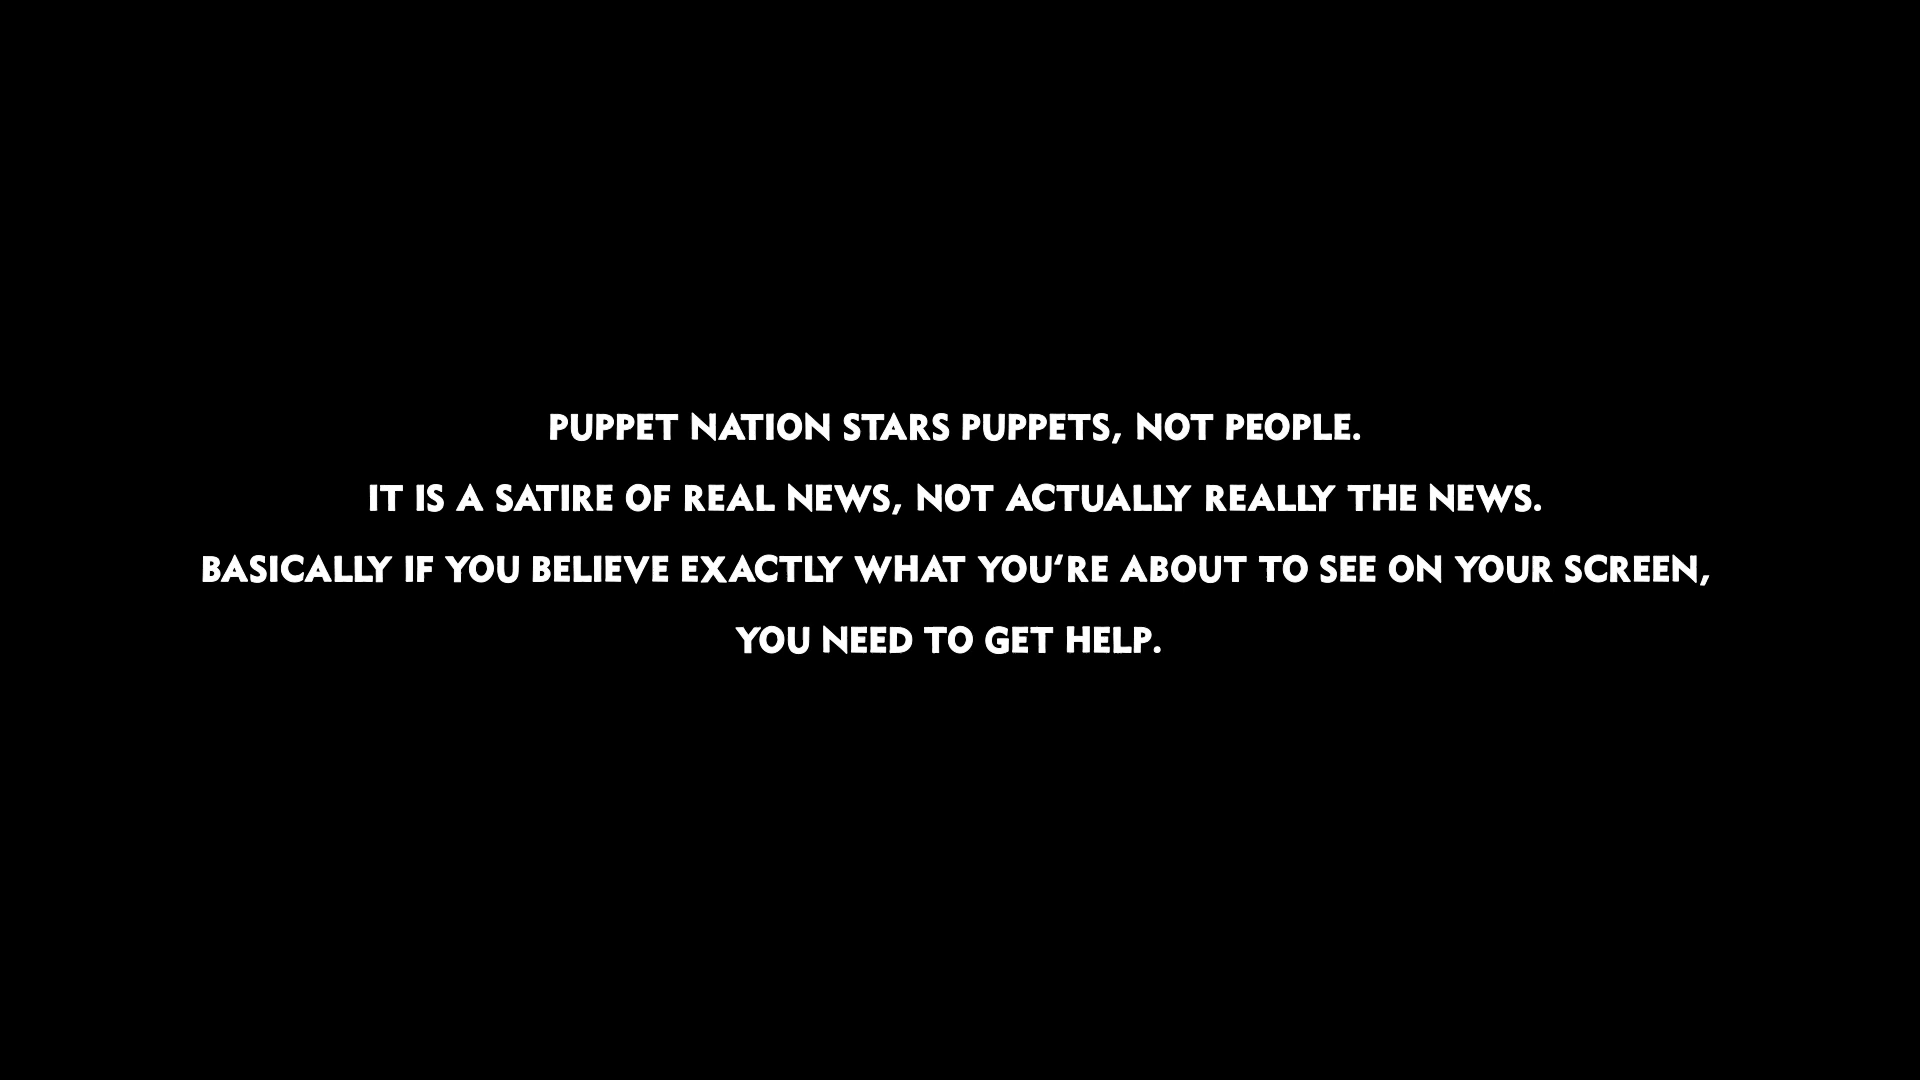 PUPPET NATION STARS PUPPETS, NOT PEOPLE.
IT IS A SATIRE OF REAL NEWS, NOT ACTUALLY REALLY THE NEWS.
BASICALLY IF YOU BELIEVE EXACTLY WHAT YOU'RE ABOUT TO SEE ON YOUR SCREEN,
YOU NEED TO GET HELP.